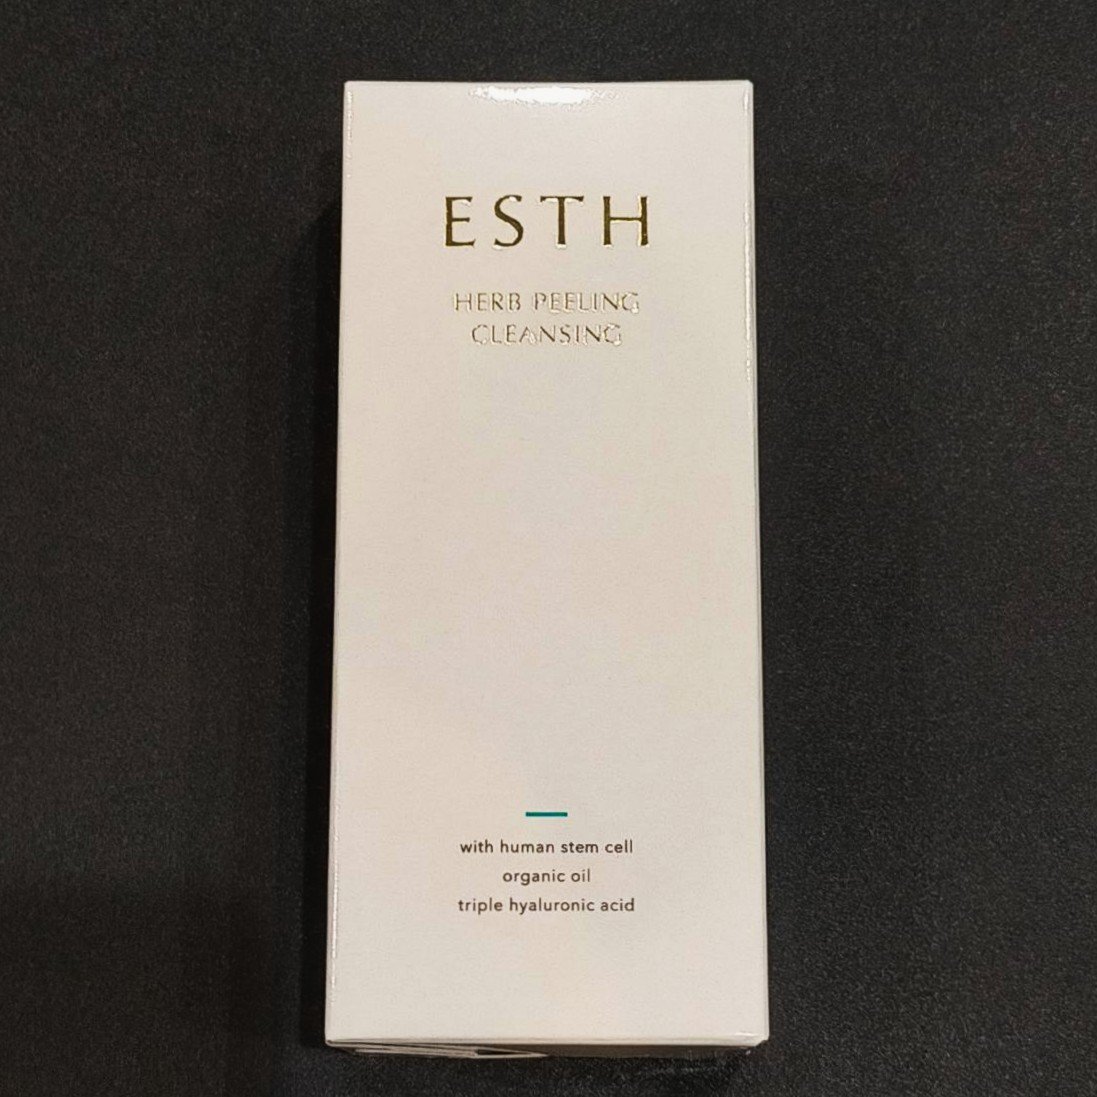 ESTH
HERB PEELING
CLEANSING
with human stem cell
organic oil
triple hyaluronic acid